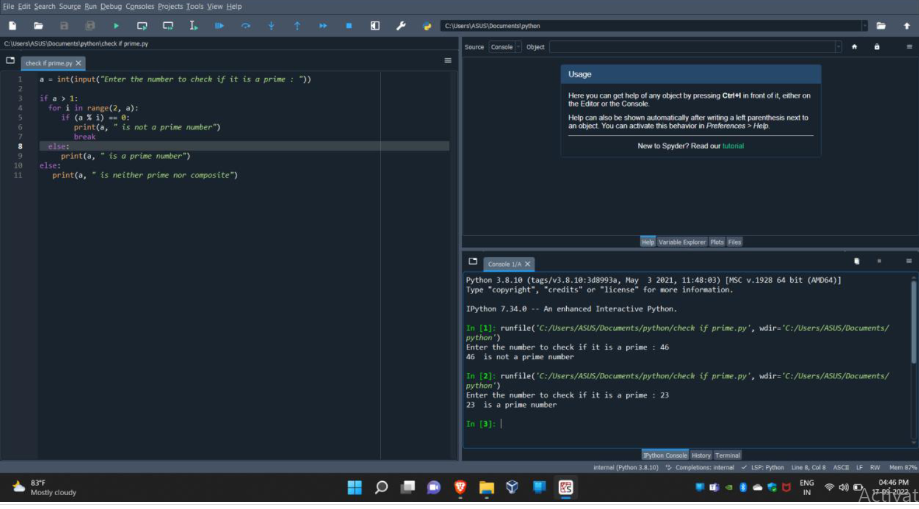 File Edit Search Source Run Debug Consoles Projects Tools View Help
C:\Users\ASUS\Documents\python
C:\Users\ASUS\Documents\python\check if prime.py
check if prime.py
1 a = int(input("Enter the number to check if it is a prime : "))
2
3 if a > 1:
4 for i in range(2, a):
5 if (a % i) == 0:
6 print(a, " is not a prime number")
7 break
8 else:
9 print(a, " is a prime number")
10 else:
11 print(a, " is neither prime nor composite")
Source Console Object
Usage
Here you can get help of any object by pressing Ctrl+I in front of it, either on
the Editor or the Console.
Help can also be shown automatically after writing a left parenthesis next to
an object. You can activate this behavior in Preferences > Help.
New to Spyder? Read our tutorial
Help Variable Explorer Plots Files
Console 1/A
Python 3.8.10 (tags/v3.8.10:3d8993a, May 3 2021, 11:48:03) [MSC v.1928 64 bit (AMD64)]
Type "copyright", "credits" or "license" for more information.
IPython 7.34.0 -- An enhanced Interactive Python.
In [1]: runfile('C:/Users/ASUS/Documents/python/check if prime.py', wdir='C:/Users/ASUS/Documents/
python')
Enter the number to check if it is a prime : 46
46  is not a prime number
In [2]: runfile('C:/Users/ASUS/Documents/python/check if prime.py', wdir='C:/Users/ASUS/Documents/
python')
Enter the number to check if it is a prime : 23
23  is a prime number
In [3]:
IPython Console History Terminal
internal (Python 3.8.10) Completions: internal LSP: Python Line 8, Col 8 ASCII LF RW Mem 87%
83°F
Mostly cloudy
ENG
IN
04:46 PM
17-09-2022
Activat